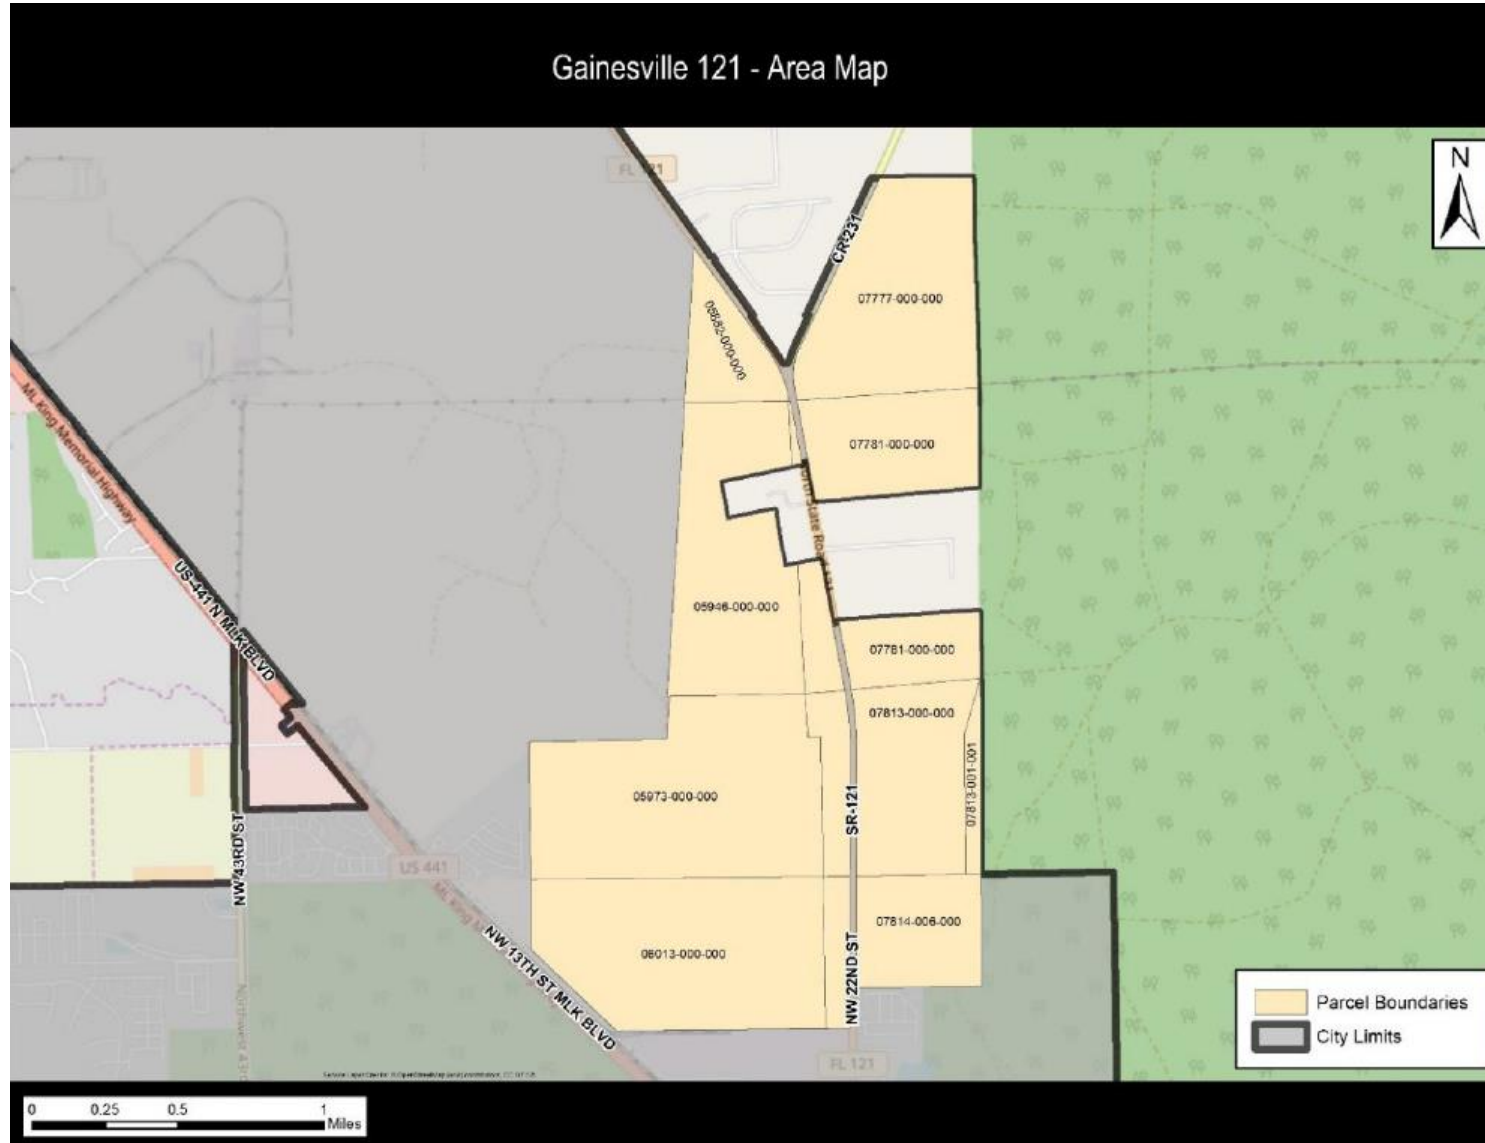 Gainesville 121 - Area Map
N
FL 121
CR-231
07777-000-000
05882-000-000
07781-000-000
ML King Memorial Highway
North State Road 121
US-441 N MLK BLVD
05946-000-000
07781-000-000
07813-000-000
07813-001-001
05973-000-000
SR-121
NW 43RD ST
US 441
ML King
07814-006-000
NW 13TH ST MLK BLVD
06013-000-000
NW 22ND ST
FL 121
Parcel Boundaries
City Limits
0 0.25 0.5 1
Miles